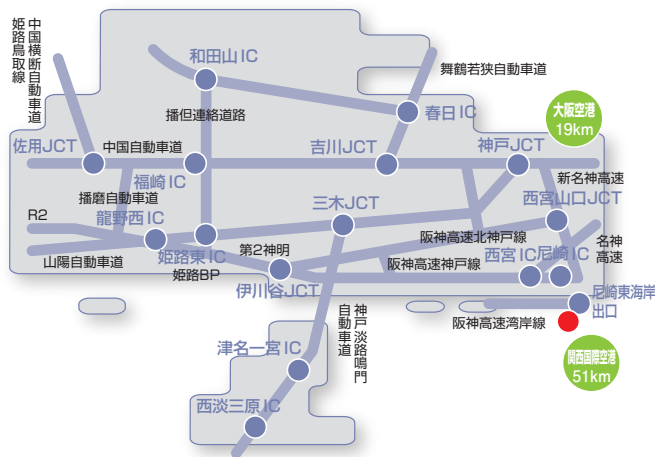 中国横断自動車道
姫路鳥取線
和田山IC
舞鶴若狭自動車道
大阪空港
19km
播但連絡道路
春日IC
佐用JCT
中国自動車道
吉川JCT
神戸JCT
福崎IC
新名神高速
播磨自動車道
西宮山口JCT
三木JCT
R2
龍野西IC
阪神高速北神戸線
名神
高速
第2神明
姫路東IC
西宮IC
尼崎IC
山陽自動車道
姫路BP
阪神高速神戸線
伊川谷JCT
尼崎東海岸
出口
神戸淡路鳴門
自動車道
阪神高速湾岸線
津名一宮IC
関西国際空港
51km
西淡三原IC